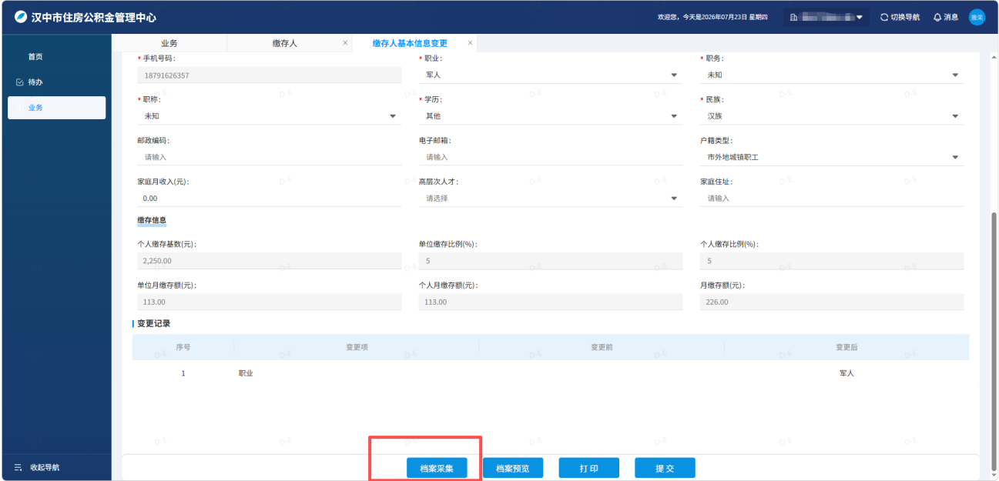 汉中市住房公积金管理中心
欢迎您，今天是2026年07月23日 星期四
切换导航
消息
雅荣
首页
待办
业务
收起导航
业务
缴存人 ×
缴存人基本信息变更 ×
* 手机号码：
18791626357
* 职业：
军人
* 职务：
未知
* 职称：
未知
* 学历：
其他
* 民族：
汉族
邮政编码：
请输入
电子邮箱：
请输入
户籍类型：
市外地城镇职工
家庭月收入(元)：
0.00
高层次人才：
请选择
家庭住址：
请输入
缴存信息
个人缴存基数(元)：
2,250.00
单位缴存比例(%)：
5
个人缴存比例(%)：
5
单位月缴存额(元)：
113.00
个人月缴存额(元)：
113.00
月缴存额(元)：
226.00
变更记录
序号 变更项 变更前 变更后
1 职业 军人
档案采集 档案预览 打印 提交